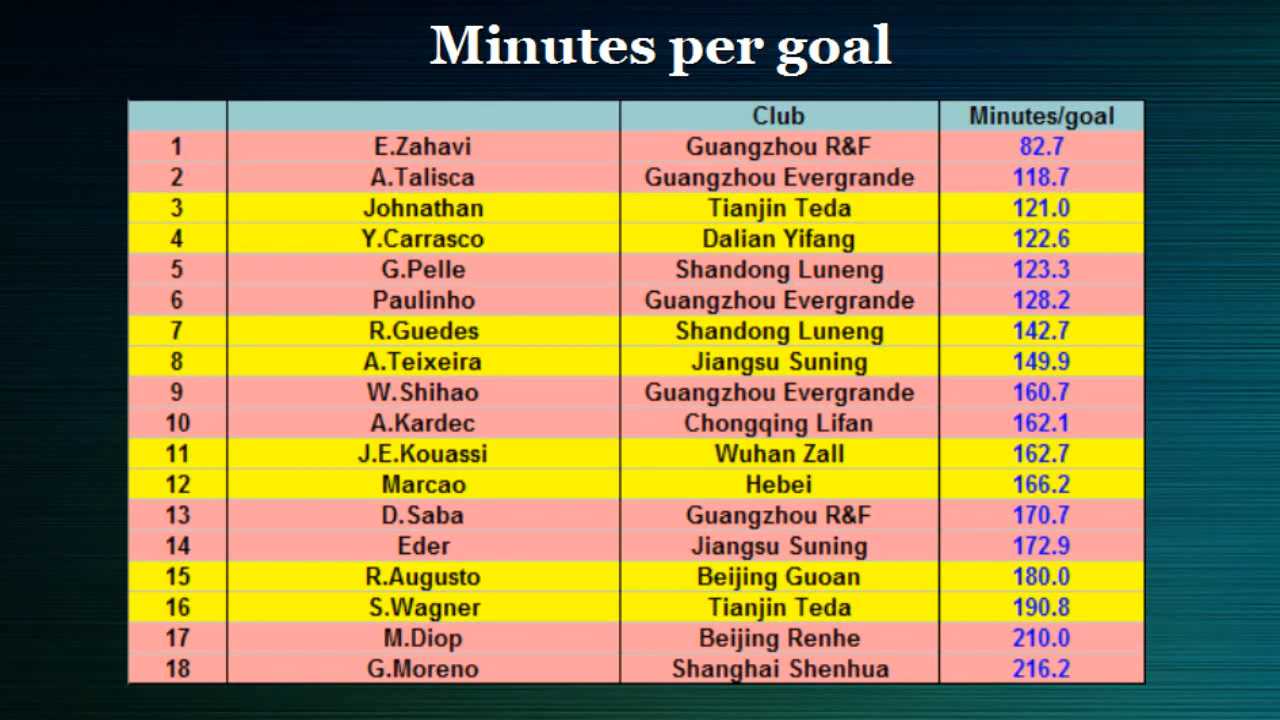 Minutes per goal
Club Minutes/goal
1 E.Zahavi Guangzhou R&F 82.7
2 A.Talisca Guangzhou Evergrande 118.7
3 Johnathan Tianjin Teda 121.0
4 Y.Carrasco Dalian Yifang 122.6
5 G.Pelle Shandong Luneng 123.3
6 Paulinho Guangzhou Evergrande 128.2
7 R.Guedes Shandong Luneng 142.7
8 A.Teixeira Jiangsu Suning 149.9
9 W.Shihao Guangzhou Evergrande 160.7
10 A.Kardec Chongqing Lifan 162.1
11 J.E.Kouassi Wuhan Zall 162.7
12 Marcao Hebei 166.2
13 D.Saba Guangzhou R&F 170.7
14 Eder Jiangsu Suning 172.9
15 R.Augusto Beijing Guoan 180.0
16 S.Wagner Tianjin Teda 190.8
17 M.Diop Beijing Renhe 210.0
18 G.Moreno Shanghai Shenhua 216.2